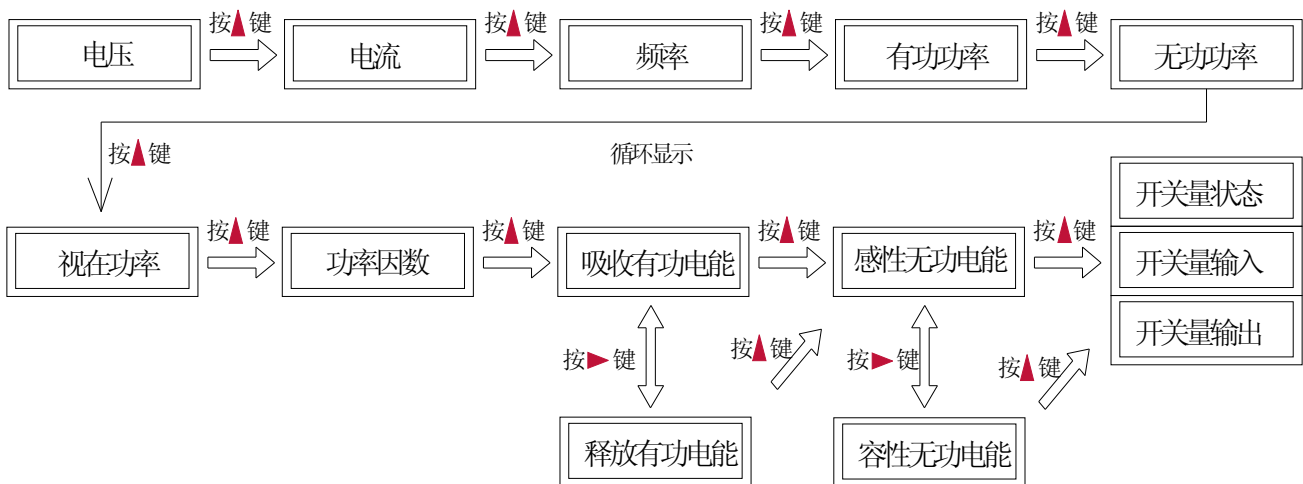 按▲键 按▲键 按▲键 按▲键
电压 电流 频率 有功功率 无功功率
按▲键 循环显示
开关量状态
按▲键 按▲键 按▲键 按▲键
视在功率 功率因数 吸收有功电能 感性无功电能 开关量输入
开关量输出
按►键 按▲键 按►键 按▲键
释放有功电能 容性无功电能